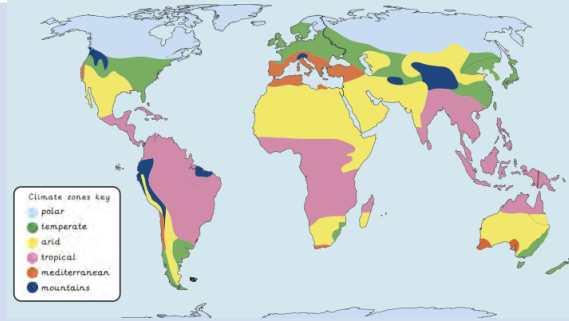 Climate zones key
polar
temperate
arid
tropical
mediterranean
mountains